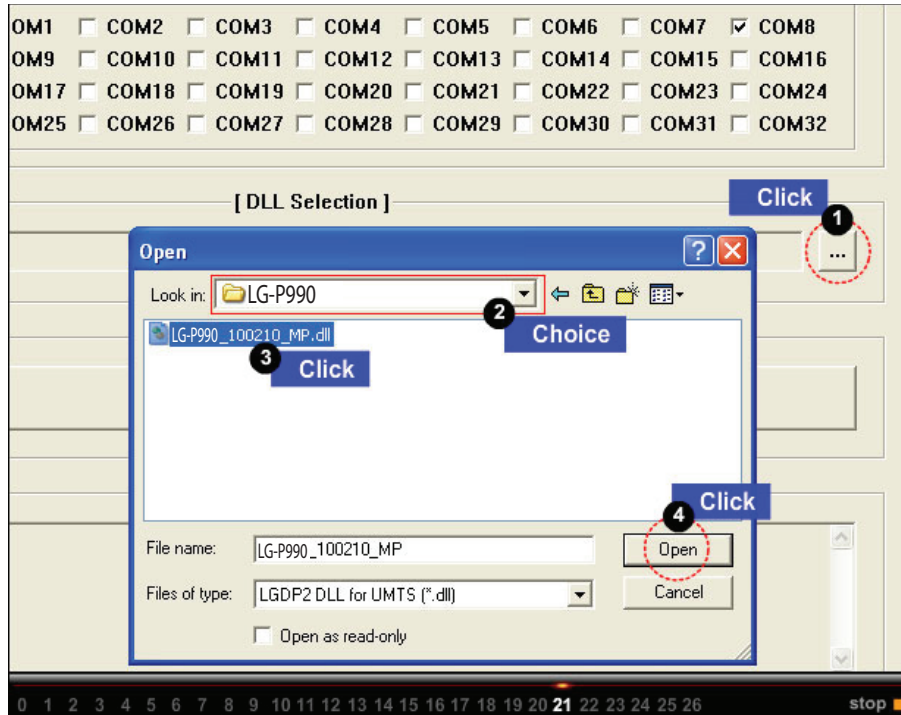 OM1 COM2 COM3 COM4 COM5 COM6 COM7 COM8
OM9 COM10 COM11 COM12 COM13 COM14 COM15 COM16
OM17 COM18 COM19 COM20 COM21 COM22 COM23 COM24
OM25 COM26 COM27 COM28 COM29 COM30 COM31 COM32
[ DLL Selection ]
Click
1
...
Open
Look in: LG-P990
2
Choice
LG-P990_100210_MP.dll
3
Click
Click
4
File name: LG-P990_100210_MP
Open
Files of type: LGDP2 DLL for UMTS (*.dll)
Cancel
Open as read-only
0 1 2 3 4 5 6 7 8 9 10 11 12 13 14 15 16 17 18 19 20 21 22 23 24 25 26 stop